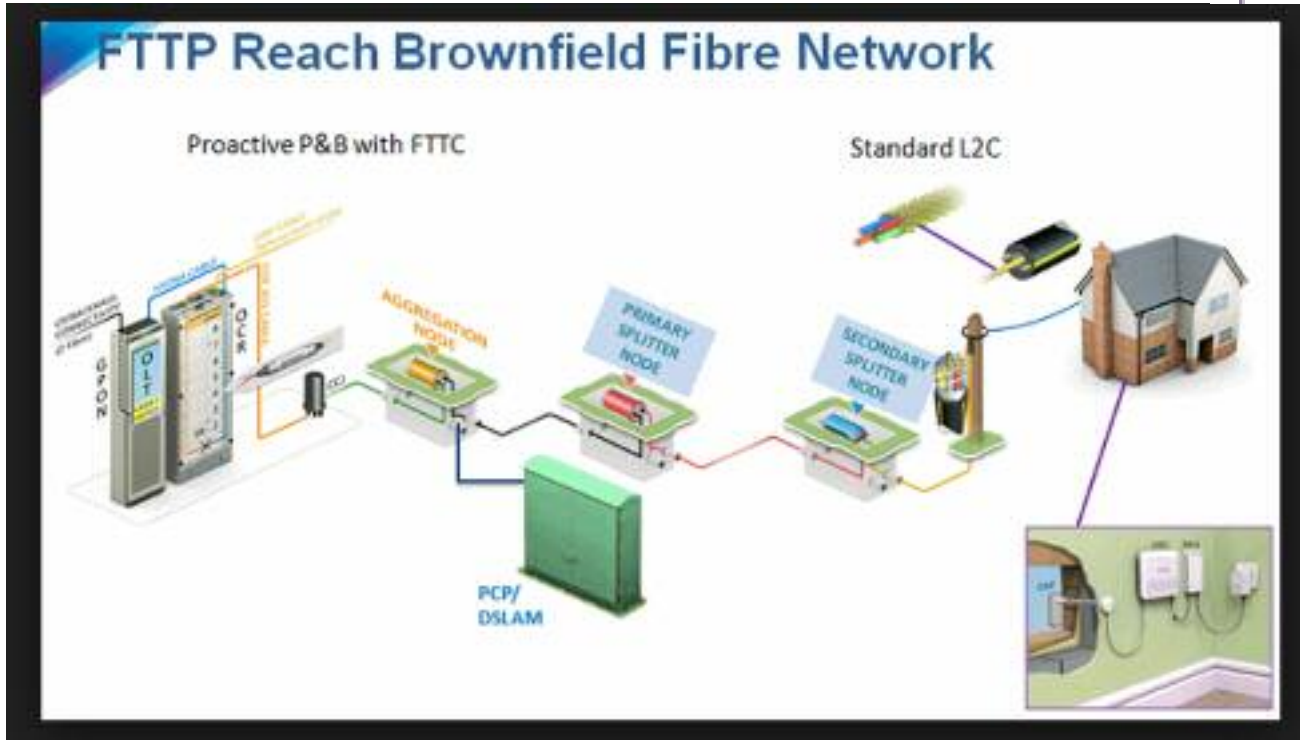 FTTP Reach Brownfield Fibre Network
Proactive P&B with FTTC
Standard L2C
CONNECTIVITY
GPON
OLT
OCR
AGGREGATION
NODE
PRIMARY
SPLITTER
NODE
SECONDARY
SPLITTER
NODE
PCP/
DSLAM